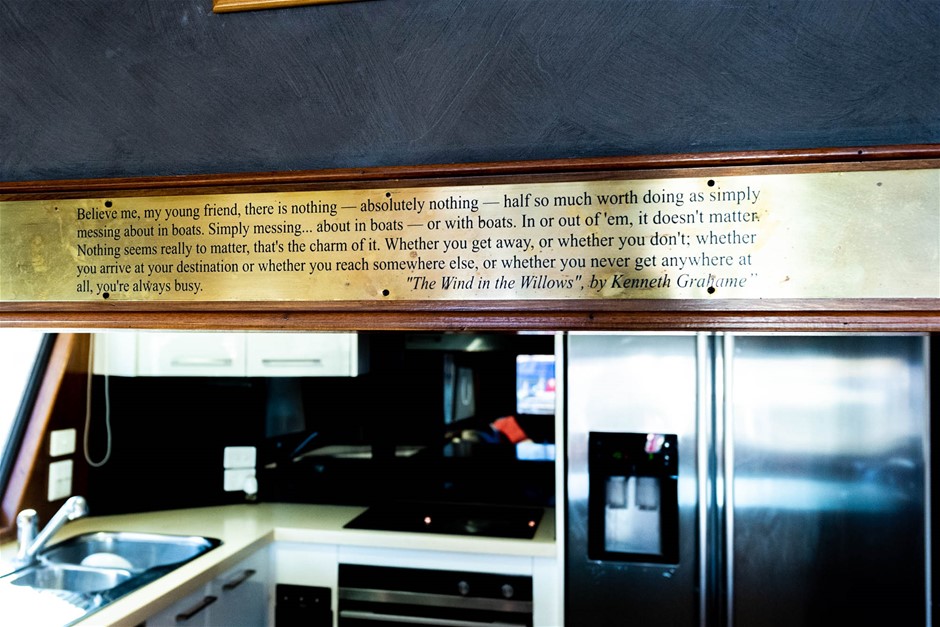 Believe me, my young friend, there is nothing — absolutely nothing — half so much worth doing as simply
messing about in boats. Simply messing... about in boats — or with boats. In or out of 'em, it doesn't matter.
Nothing seems really to matter, that's the charm of it. Whether you get away, or whether you don't; whether
you arrive at your destination or whether you reach somewhere else, or whether you never get anywhere at
all, you're always busy.
"The Wind in the Willows", by Kenneth Grahame"